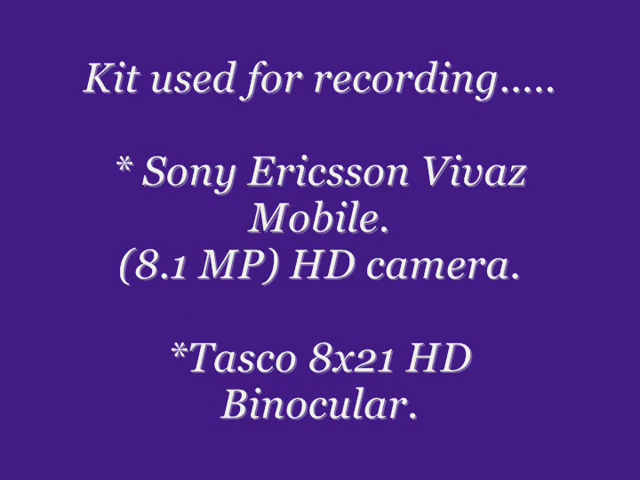 Kit used for recording.....
* Sony Ericsson Vivaz
Mobile.
(8.1 MP) HD camera.
*Tasco 8x21 HD
Binocular.